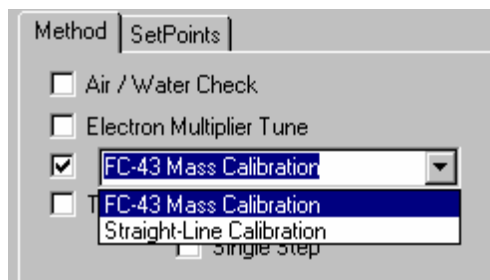 Method SetPoints
Air / Water Check
Electron Multiplier Tune
FC-43 Mass Calibration
FC-43 Mass Calibration
Straight-Line Calibration
Single Step